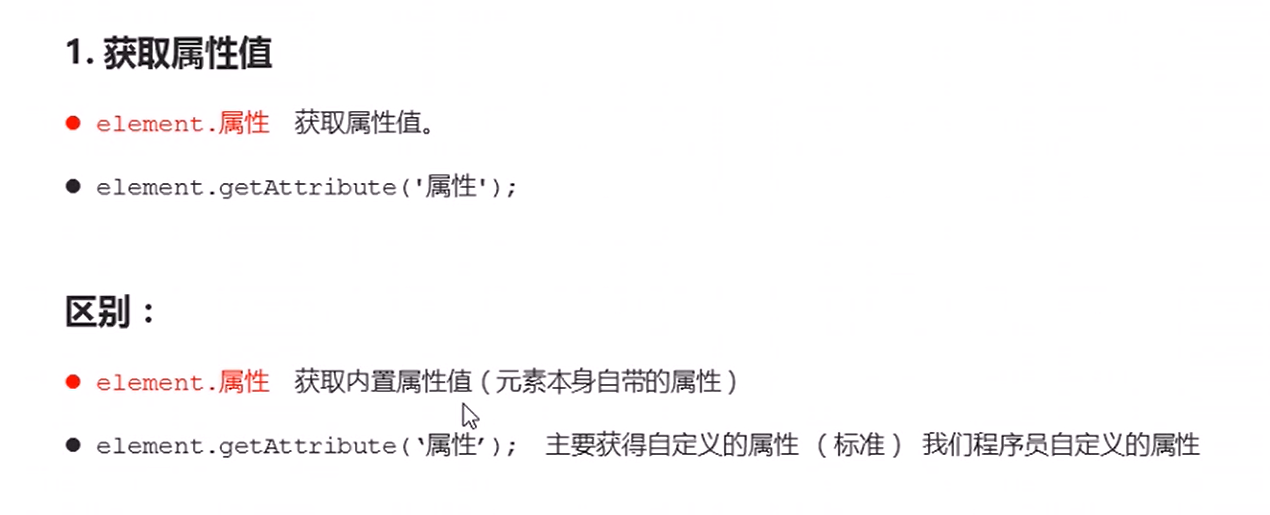 1. 获取属性值
● element.属性 获取属性值。
● element.getAttribute('属性');
区别：
● element.属性 获取内置属性值（元素本身自带的属性）
● element.getAttribute(‘属性’); 主要获得自定义的属性 （标准） 我们程序员自定义的属性